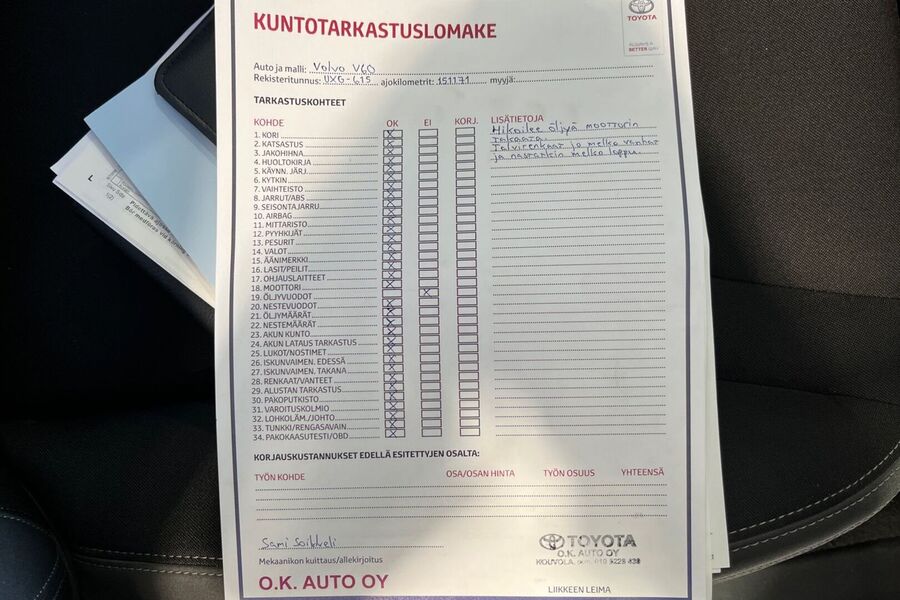 KUNTOTARKASTUSLOMAKE
TOYOTA
ALWAYS A
BETTER WAY
Auto ja malli: Volvo V60
Rekisteritunnus: UXG-615 ajokilometrit: 151171 myyjä:
TARKASTUSKOHTEET
KOHDE OK EI KORJ. LISÄTIETOJA
1. KORI
2. KATSASTUS
3. JAKOHIHNA
4. HUOLTOKIRJA
5. KÄYNN. JÄRJ.
6. KYTKIN
7. VAIHTEISTO
8. JARRUT/ABS
9. SEISONTAJARRU
10. AIRBAG
11. MITTARISTO
12. PYYHKIJÄT
13. PESURIT
14. VALOT
15. ÄÄNIMERKKI
16. LASIT/PEILIT
17. OHJAUSLAITTEET
18. MOOTTORI
19. ÖLJYVUODOT
20. NESTEVUODOT
21. ÖLJYMÄÄRÄT
22. NESTEMÄÄRÄT
23. AKUN KUNTO
24. AKUN LATAUS TARKASTUS
25. LUKOT/NOSTIMET
26. ISKUNVAIMEN. EDESSÄ
27. ISKUNVAIMEN. TAKANA
28. RENKAAT/VANTEET
29. ALUSTAN TARKASTUS
30. PAKOPUTKISTO
31. VAROITUSKOLMIO
32. LOHKOLÄM./JOHTO
33. TUNKKI/RENGASAVAIN
34. PAKOKAASUTESTI/OBD
Hikoilee öljyä moottorin
takaata.
Talvirenkaat jo melko vanhat
ja nastatkin melko loppu.
KORJAUSKUSTANNUKSET EDELLÄ ESITETTYJEN OSALTA:
TYÖN KOHDE OSA/OSAN HINTA TYÖN OSUUS YHTEENSÄ
Sami Soikkeli
Mekaanikon kuittaus/allekirjoitus
O.K. AUTO OY
TOYOTA
O.K. AUTO OY
KOUVOLA,
LIIKKEEN LEIMA